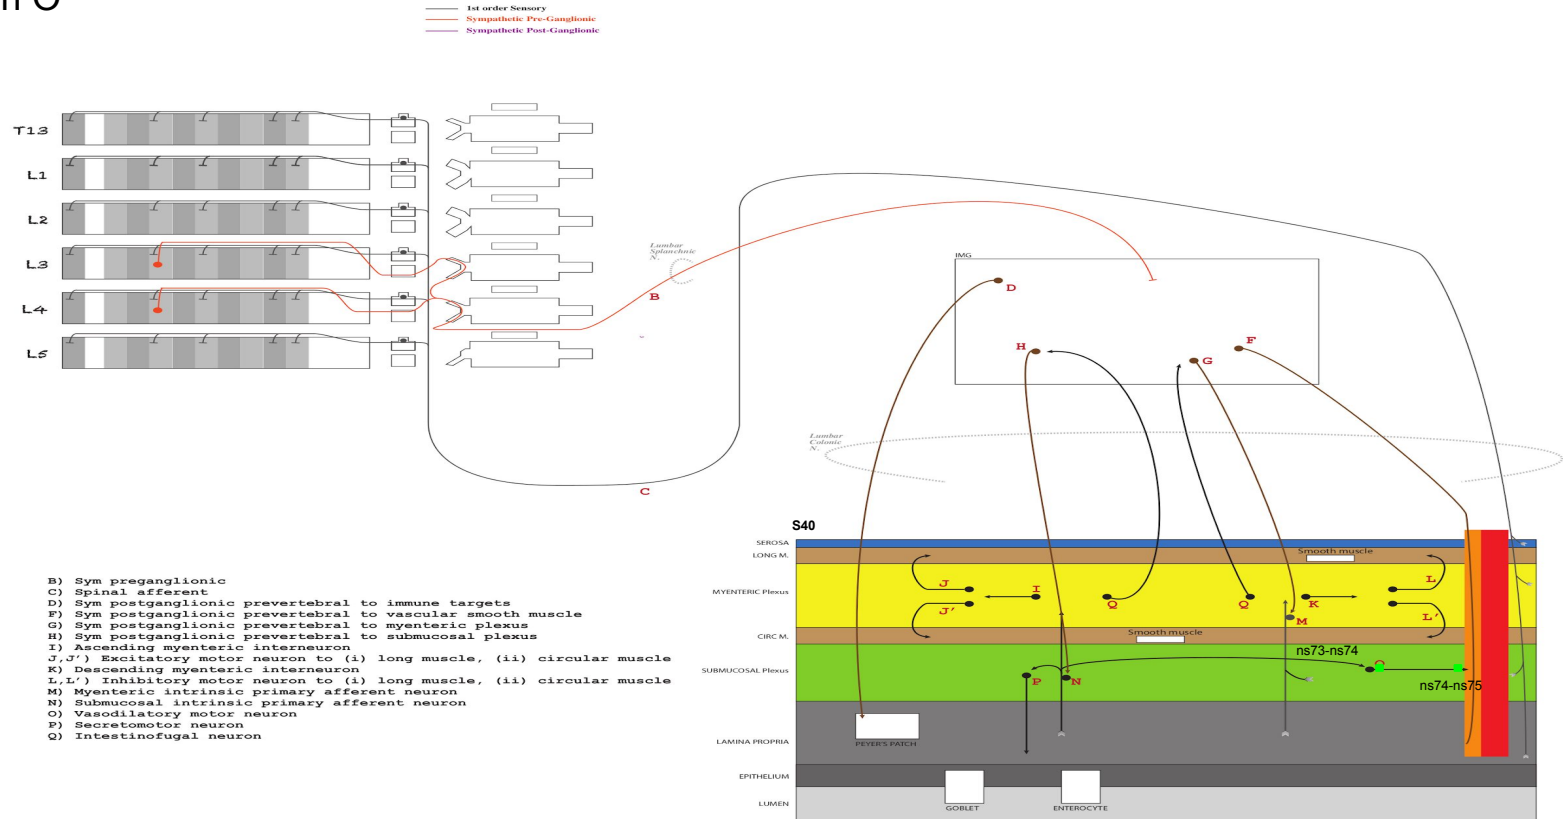 1st order Sensory
Sympathetic Pre-Ganglionic
Sympathetic Post-Ganglionic
T13
L1
L2
L3
L4
L5
Lumbar
Splanchnic
N.
B
C
IMG
D
H
F
G
Lumbar
Colonic
N.
S40
SEROSA
LONG M.
Smooth muscle
MYENTERIC Plexus
J
J'
I
Q
Q
K
M
L
L'
CIRC M.
Smooth muscle
ns73-ns74
SUBMUCOSAL Plexus
P
N
O
ns74-ns75
LAMINA PROPRIA
PEYER'S PATCH
EPITHELIUM
LUMEN
GOBLET
ENTEROCYTE
B) Sym preganglionic
C) Spinal afferent
D) Sym postganglionic prevertebral to immune targets
F) Sym postganglionic prevertebral to vascular smooth muscle
G) Sym postganglionic prevertebral to myenteric plexus
H) Sym postganglionic prevertebral to submucosal plexus
I) Ascending myenteric interneuron
J,J') Excitatory motor neuron to (i) long muscle, (ii) circular muscle
K) Descending myenteric interneuron
L,L') Inhibitory motor neuron to (i) long muscle, (ii) circular muscle
M) Myenteric intrinsic primary afferent neuron
N) Submucosal intrinsic primary afferent neuron
O) Vasodilatory motor neuron
P) Secretomotor neuron
Q) Intestinofugal neuron